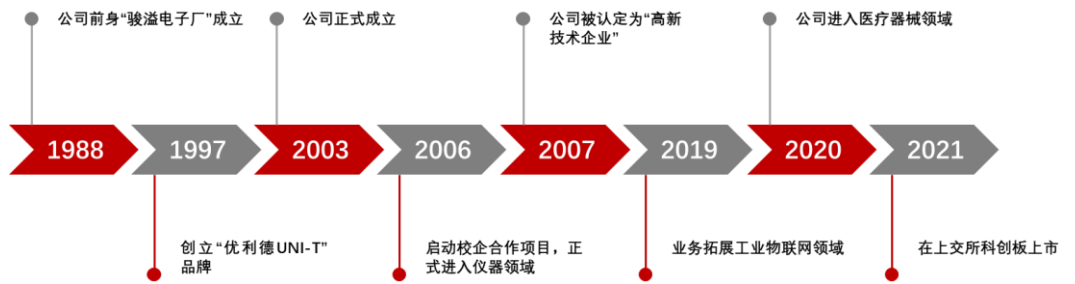 公司前身“骏溢电子厂”成立
公司正式成立
公司被认定为“高新
技术企业”
公司进入医疗器械领域
1988
1997
2003
2006
2007
2019
2020
2021
创立“优利德UNI-T”
品牌
启动校企合作项目，正
式进入仪器领域
业务拓展工业物联网领域
在上交所科创板上市